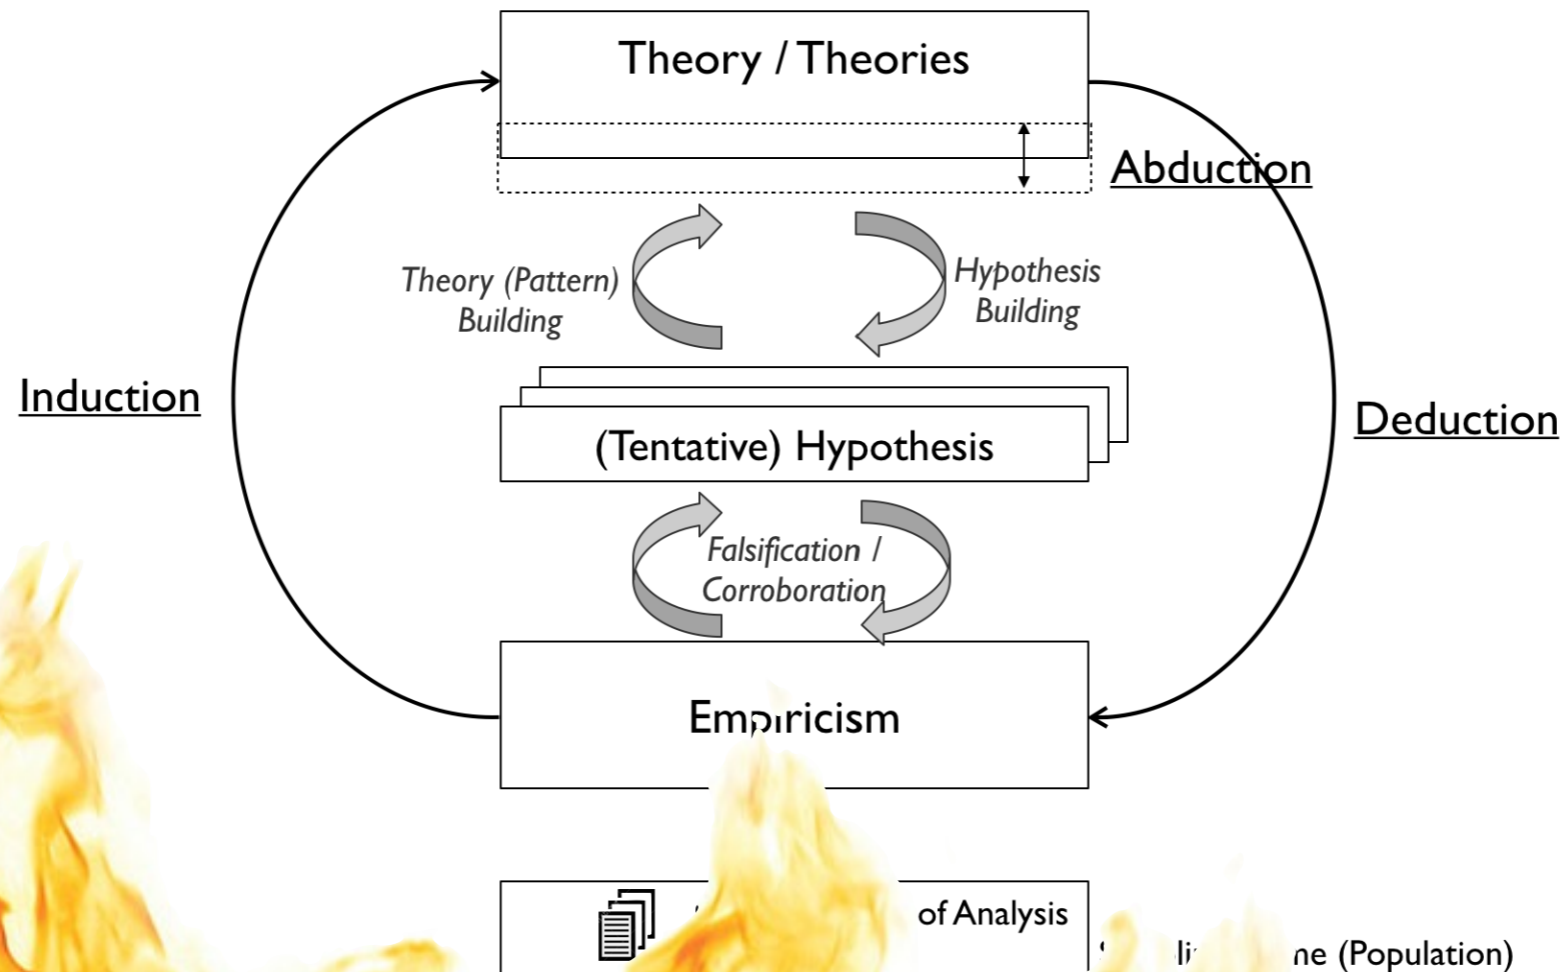 Theory / Theories
Abduction
Theory (Pattern)
Building
Hypothesis
Building
Induction
(Tentative) Hypothesis
Deduction
Falsification /
Corroboration
Empiricism
of Analysis
(Population)